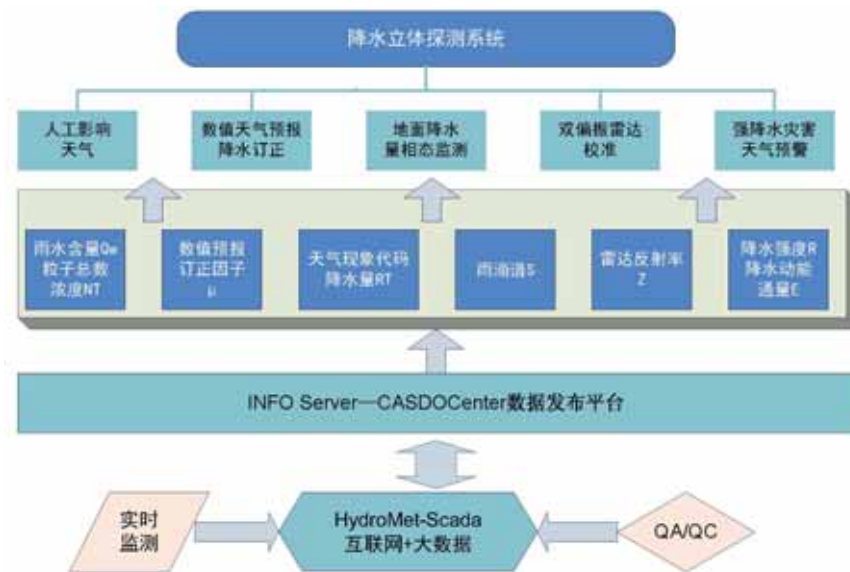 降水立体探测系统
人工影响
天气
数值天气预报
降水订正
地面降水
量相态监测
双偏振雷达
校准
强降水灾害
天气预警
雨水含量Qw
粒子总数
浓度NT
数值预报
订正因子
μ
天气现象代码
降水量RT
雨滴谱S
雷达反射率
Z
降水强度R
降水动能
通量E
INFO Server—CASDOCenter数据发布平台
实时
监测
HydroMet-Scada
互联网+大数据
QA/QC